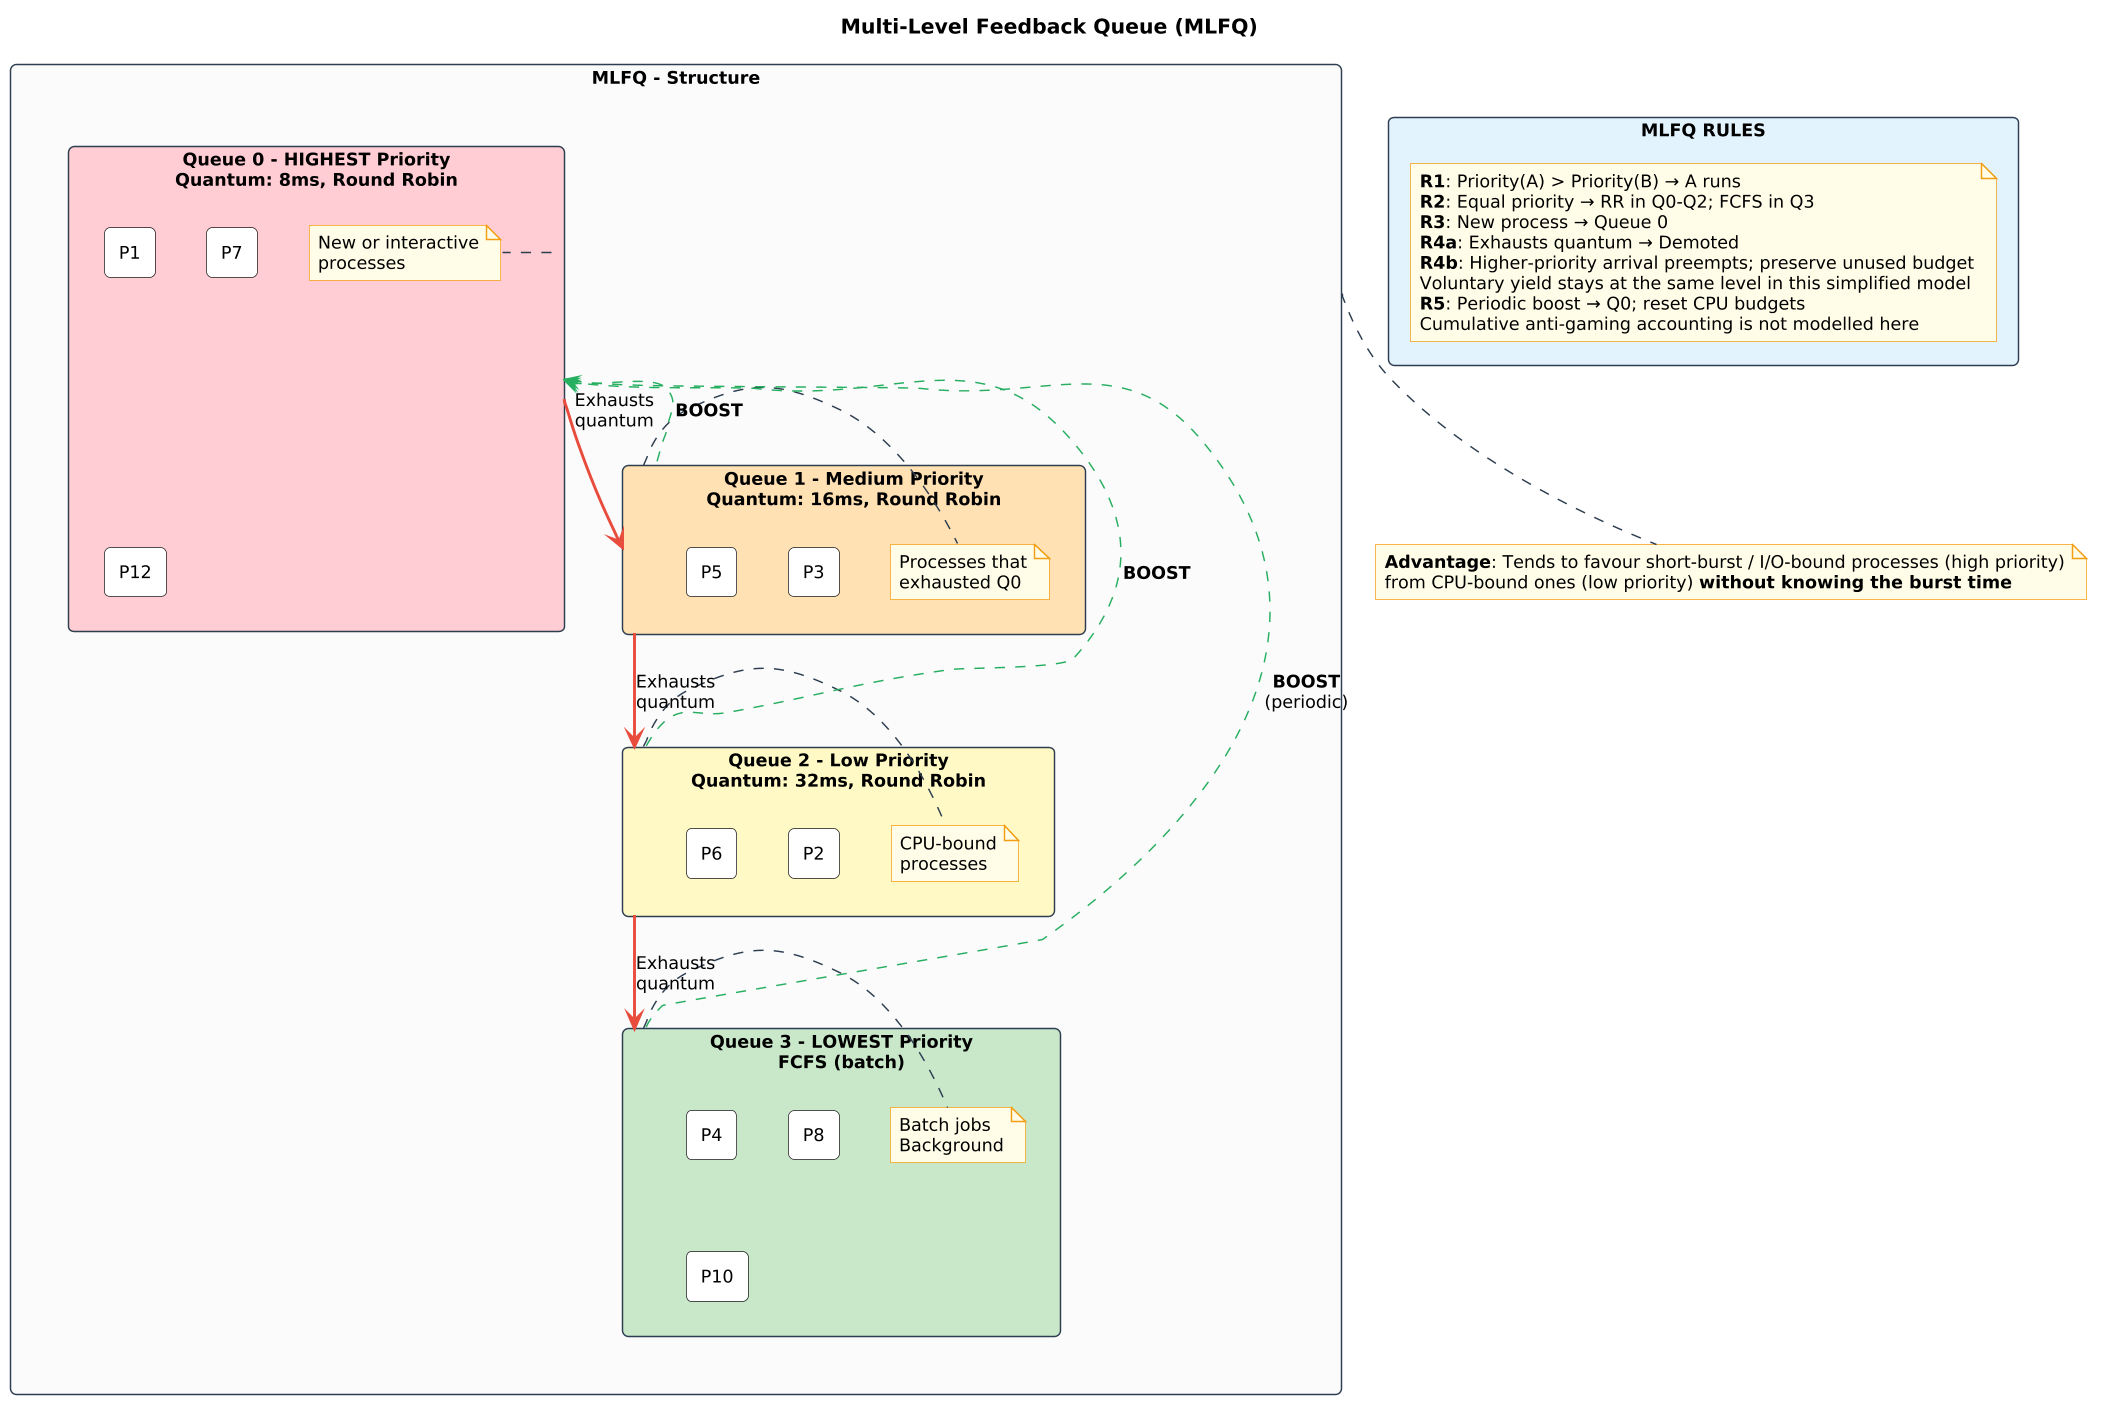 Multi-Level Feedback Queue (MLFQ)
MLFQ - Structure
Queue 0 - HIGHEST Priority
Quantum: 8ms, Round Robin
P1
P7
New or interactive
processes
P12
Exhausts
quantum
BOOST
Queue 1 - Medium Priority
Quantum: 16ms, Round Robin
P5
P3
Processes that
exhausted Q0
BOOST
Exhausts
quantum
BOOST
(periodic)
Queue 2 - Low Priority
Quantum: 32ms, Round Robin
P6
P2
CPU-bound
processes
Exhausts
quantum
Queue 3 - LOWEST Priority
FCFS (batch)
P4
P8
Batch jobs
Background
P10
MLFQ RULES
R1: Priority(A) > Priority(B) → A runs
R2: Equal priority → RR in Q0-Q2; FCFS in Q3
R3: New process → Queue 0
R4a: Exhausts quantum → Demoted
R4b: Higher-priority arrival preempts; preserve unused budget
Voluntary yield stays at the same level in this simplified model
R5: Periodic boost → Q0; reset CPU budgets
Cumulative anti-gaming accounting is not modelled here
Advantage: Tends to favour short-burst / I/O-bound processes (high priority)
from CPU-bound ones (low priority) without knowing the burst time